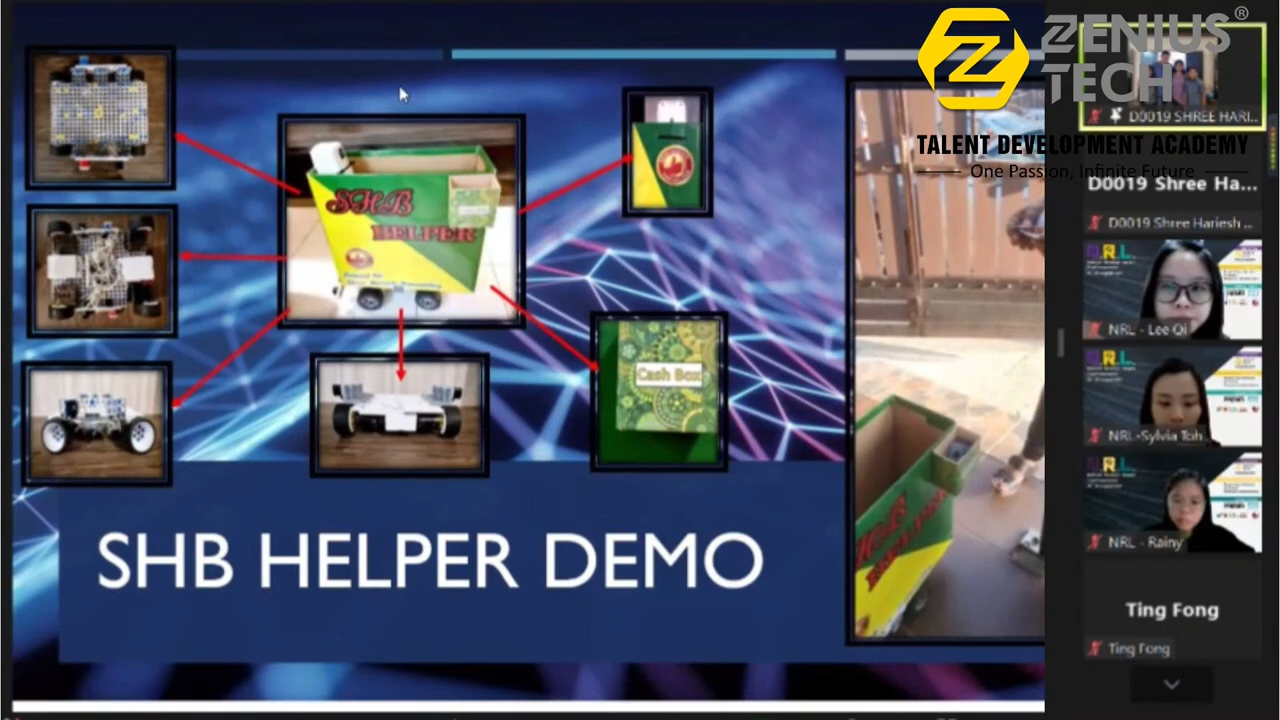 ZENIUS®
TECH
TALENT DEVELOPMENT ACADEMY
One Passion, Infinite Future
SHB
HELPER
Cash Box
SHB HELPER DEMO
D0019 SHREE HARI...
D0019 Shree Ha...
D0019 Shree Hariesh ...
NRL - Lee Qi
NRL-Sylvia Toh
NRL - Rainy
Ting Fong
Ting Fong